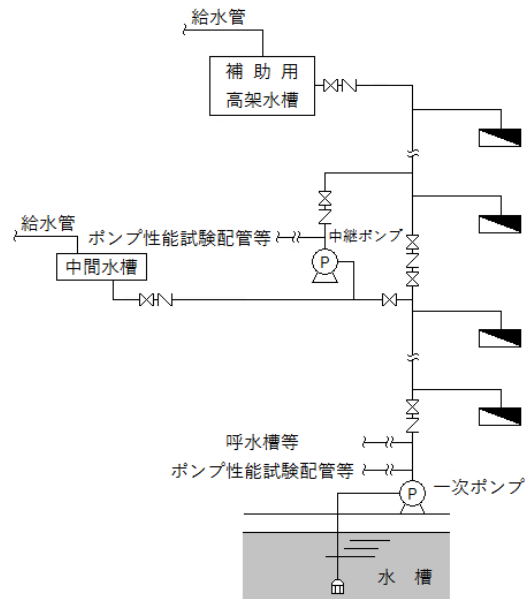 給水管
補助用
高架水槽
給水管
ポンプ性能試験配管等
中継ポンプ
P
中間水槽
呼水槽等
ポンプ性能試験配管等
P
一次ポンプ
水槽